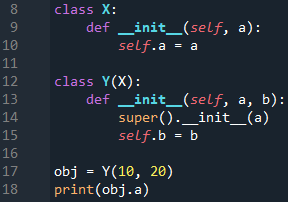 8 class X:
9     def __init__(self, a):
10         self.a = a
11
12 class Y(X):
13     def __init__(self, a, b):
14         super().__init__(a)
15         self.b = b
16
17 obj = Y(10, 20)
18 print(obj.a)